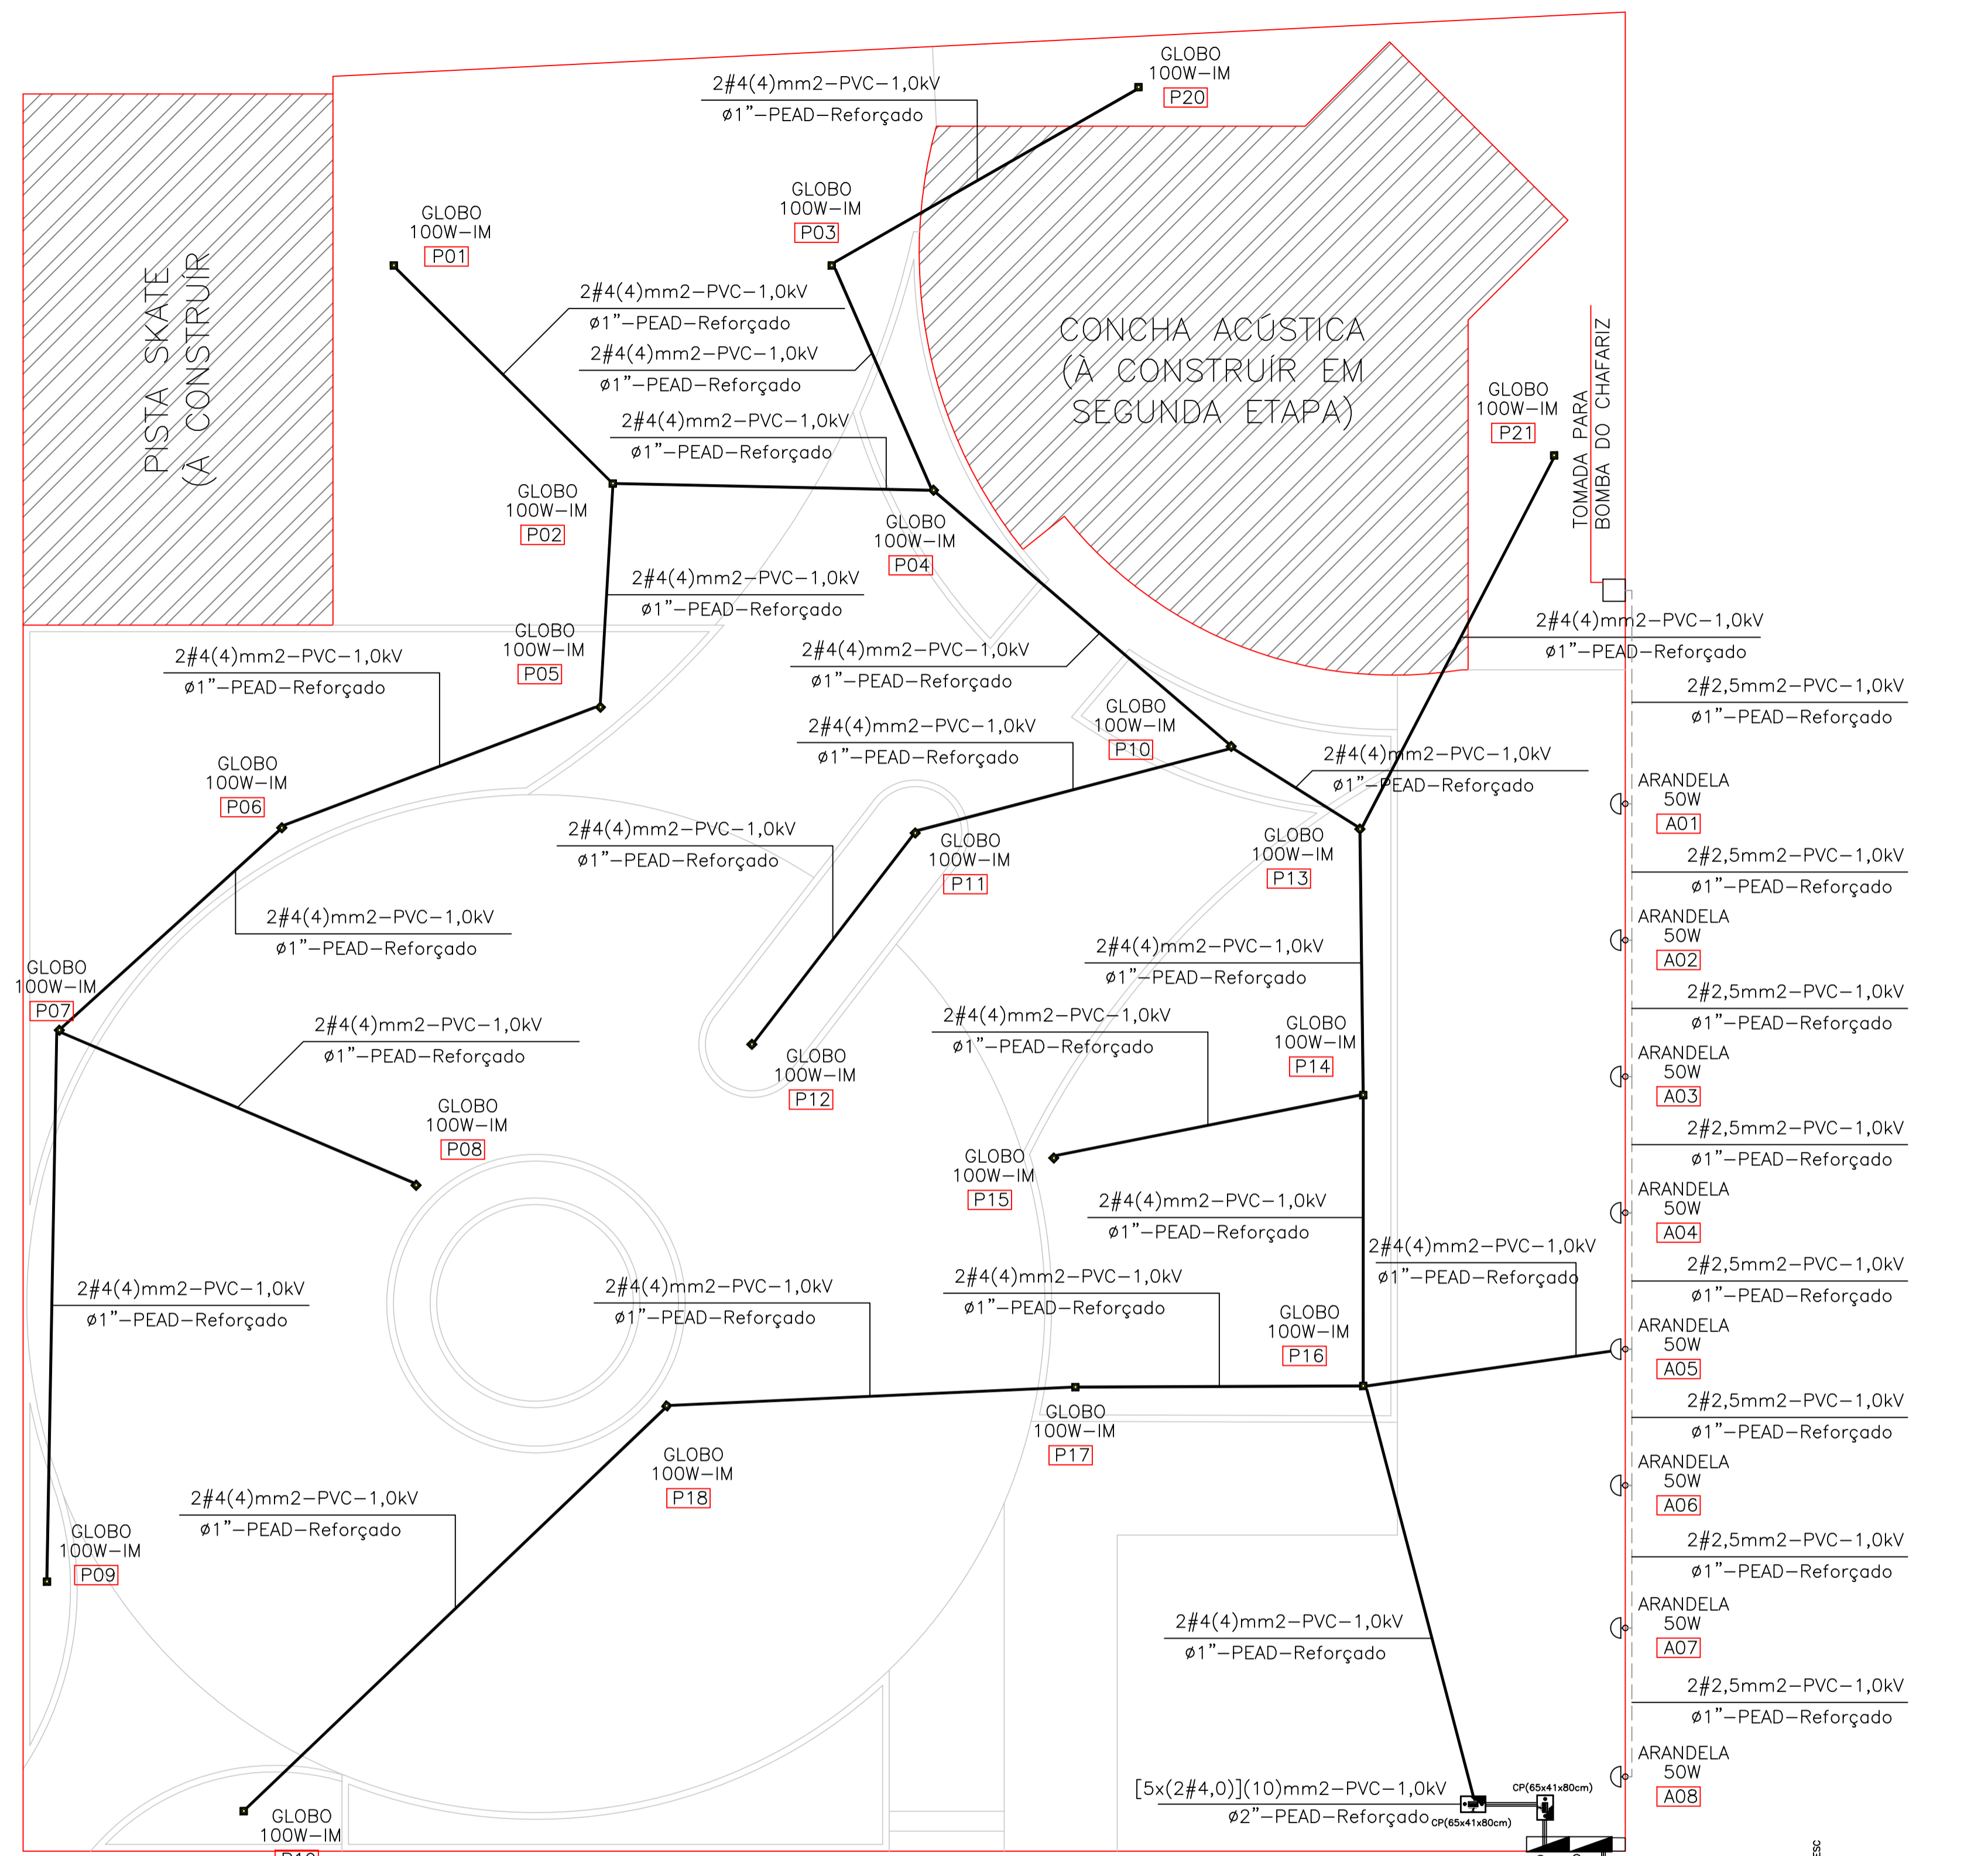 GLOBO
100W-IM
P20
2#4(4)mm2-PVC-1,0kV
ø1"-PEAD-Reforçado
GLOBO
100W-IM
P03
GLOBO
100W-IM
P01
PISTA SKATE
(À CONSTRUÍR
2#4(4)mm2-PVC-1,0kV
ø1"-PEAD-Reforçado
2#4(4)mm2-PVC-1,0kV
ø1"-PEAD-Reforçado
2#4(4)mm2-PVC-1,0kV
ø1"-PEAD-Reforçado
CONCHA ACÚSTICA
(À CONSTRUÍR EM
SEGUNDA ETAPA)
TOMADA PARA
BOMBA DO CHAFARIZ
GLOBO
100W-IM
P21
GLOBO
100W-IM
P02
GLOBO
100W-IM
P04
2#4(4)mm2-PVC-1,0kV
ø1"-PEAD-Reforçado
GLOBO
100W-IM
P05
2#4(4)mm2-PVC-1,0kV
ø1"-PEAD-Reforçado
2#4(4)mm2-PVC-1,0kV
ø1"-PEAD-Reforçado
2#4(4)mm2-PVC-1,0kV
ø1"-PEAD-Reforçado
2#2,5mm2-PVC-1,0kV
ø1"-PEAD-Reforçado
GLOBO
100W-IM
P10
2#4(4)mm2-PVC-1,0kV
ø1"-PEAD-Reforçado
2#4(4)mm2-PVC-1,0kV
ø1"-PEAD-Reforçado
GLOBO
100W-IM
P06
ARANDELA
50W
A01
2#4(4)mm2-PVC-1,0kV
ø1"-PEAD-Reforçado
GLOBO
100W-IM
P11
GLOBO
100W-IM
P13
2#2,5mm2-PVC-1,0kV
ø1"-PEAD-Reforçado
2#4(4)mm2-PVC-1,0kV
ø1"-PEAD-Reforçado
ARANDELA
50W
A02
2#4(4)mm2-PVC-1,0kV
ø1"-PEAD-Reforçado
GLOBO
100W-IM
P07
2#2,5mm2-PVC-1,0kV
ø1"-PEAD-Reforçado
2#4(4)mm2-PVC-1,0kV
ø1"-PEAD-Reforçado
2#4(4)mm2-PVC-1,0kV
ø1"-PEAD-Reforçado
GLOBO
100W-IM
P14
GLOBO
100W-IM
P12
ARANDELA
50W
A03
GLOBO
100W-IM
P08
2#2,5mm2-PVC-1,0kV
ø1"-PEAD-Reforçado
GLOBO
100W-IM
P15
2#4(4)mm2-PVC-1,0kV
ø1"-PEAD-Reforçado
ARANDELA
50W
A04
2#4(4)mm2-PVC-1,0kV
ø1"-PEAD-Reforçado
2#2,5mm2-PVC-1,0kV
ø1"-PEAD-Reforçado
2#4(4)mm2-PVC-1,0kV
ø1"-PEAD-Reforçado
2#4(4)mm2-PVC-1,0kV
ø1"-PEAD-Reforçado
2#4(4)mm2-PVC-1,0kV
ø1"-PEAD-Reforçado
GLOBO
100W-IM
P16
ARANDELA
50W
A05
2#2,5mm2-PVC-1,0kV
ø1"-PEAD-Reforçado
GLOBO
100W-IM
P17
GLOBO
100W-IM
P18
ARANDELA
50W
A06
2#4(4)mm2-PVC-1,0kV
ø1"-PEAD-Reforçado
GLOBO
100W-IM
P09
2#2,5mm2-PVC-1,0kV
ø1"-PEAD-Reforçado
ARANDELA
50W
A07
2#4(4)mm2-PVC-1,0kV
ø1"-PEAD-Reforçado
2#2,5mm2-PVC-1,0kV
ø1"-PEAD-Reforçado
ARANDELA
50W
A08
[5x(2#4,0)](10)mm2-PVC-1,0kV
ø2"-PEAD-Reforçado
CP(65x41x80cm)
CP(65x41x80cm)
GLOBO
100W-IM